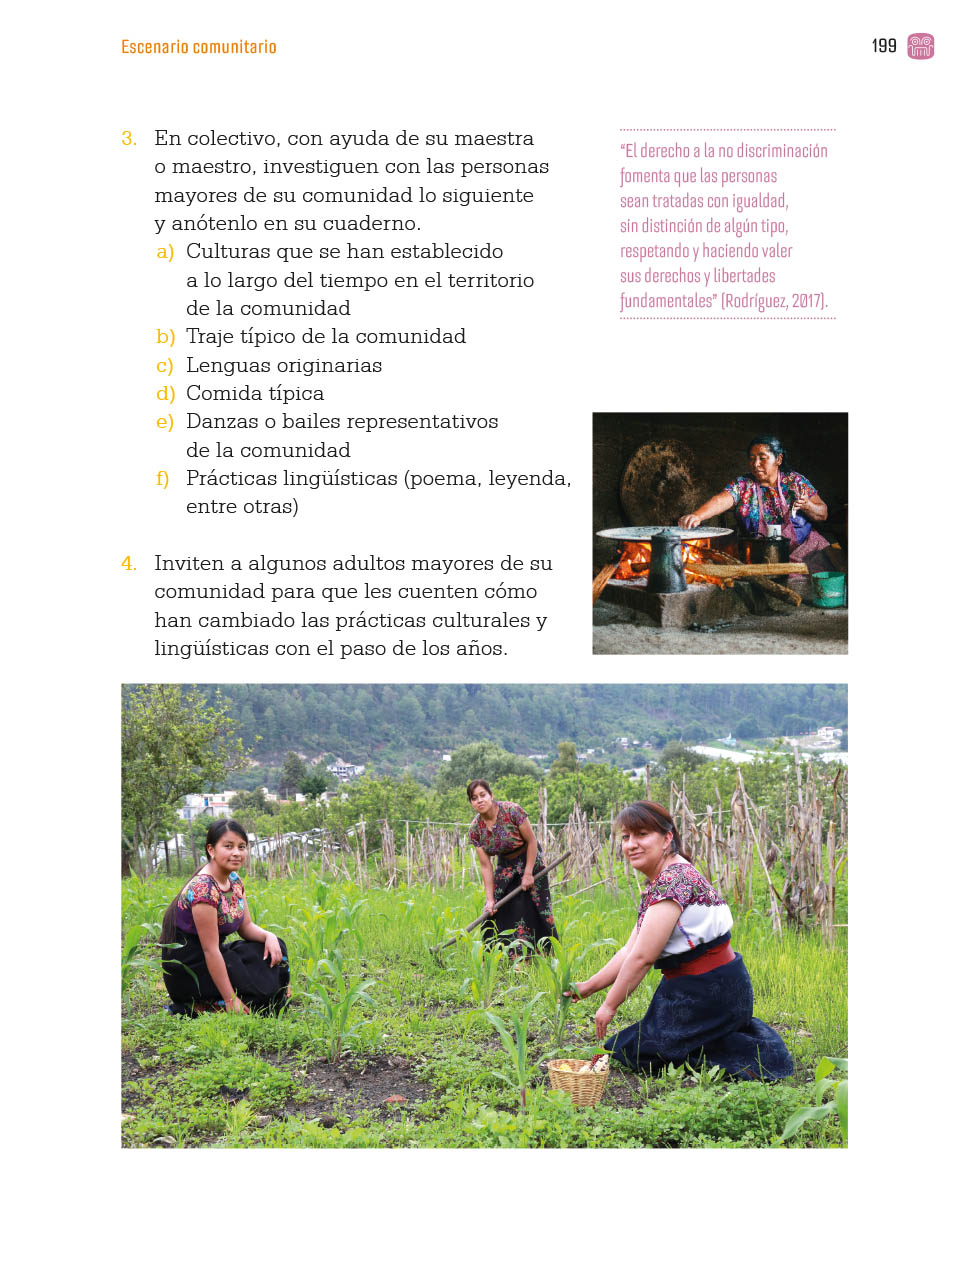 Escenario comunitario
199
3. En colectivo, con ayuda de su maestra
o maestro, investiguen con las personas
mayores de su comunidad lo siguiente
y anótenlo en su cuaderno.
a) Culturas que se han establecido
a lo largo del tiempo en el territorio
de la comunidad
b) Traje típico de la comunidad
c) Lenguas originarias
d) Comida típica
e) Danzas o bailes representativos
de la comunidad
f) Prácticas lingüísticas (poema, leyenda,
entre otras)
4. Inviten a algunos adultos mayores de su
comunidad para que les cuenten cómo
han cambiado las prácticas culturales y
lingüísticas con el paso de los años.
“El derecho a la no discriminación
fomenta que las personas
sean tratadas con igualdad,
sin distinción de algún tipo,
respetando y haciendo valer
sus derechos y libertades
fundamentales” (Rodríguez, 2017).